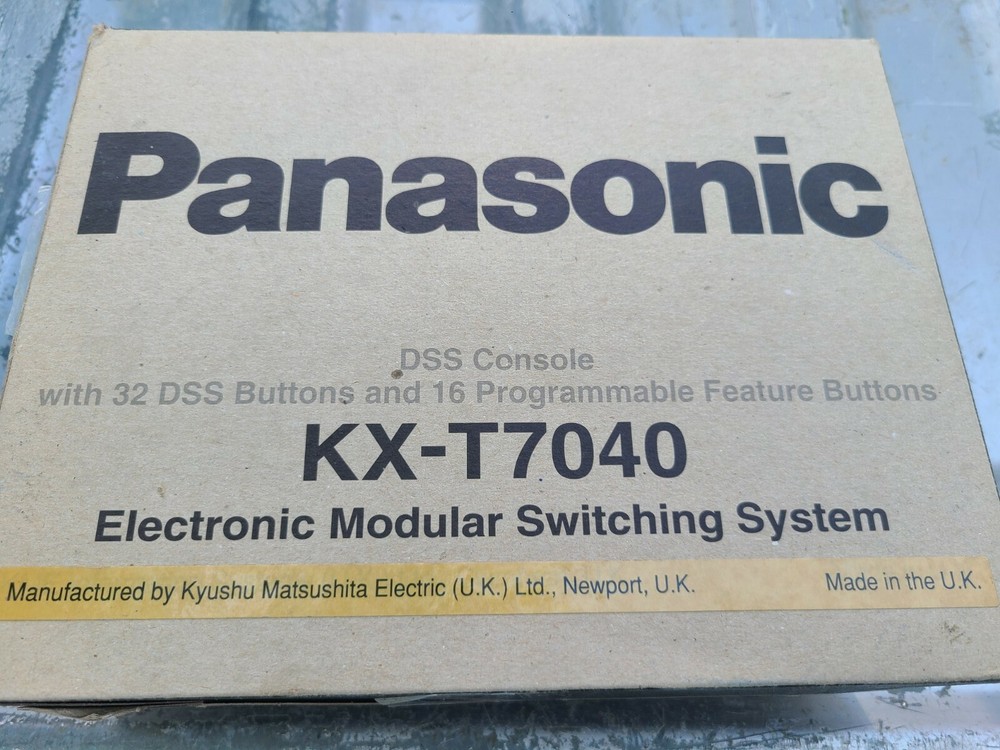 Panasonic
DSS Console
with 32 DSS Buttons and 16 Programmable Feature Buttons
KX-T7040
Electronic Modular Switching System
Manufactured by Kyushu Matsushita Electric (U.K.) Ltd., Newport, U.K. Made in the U.K.